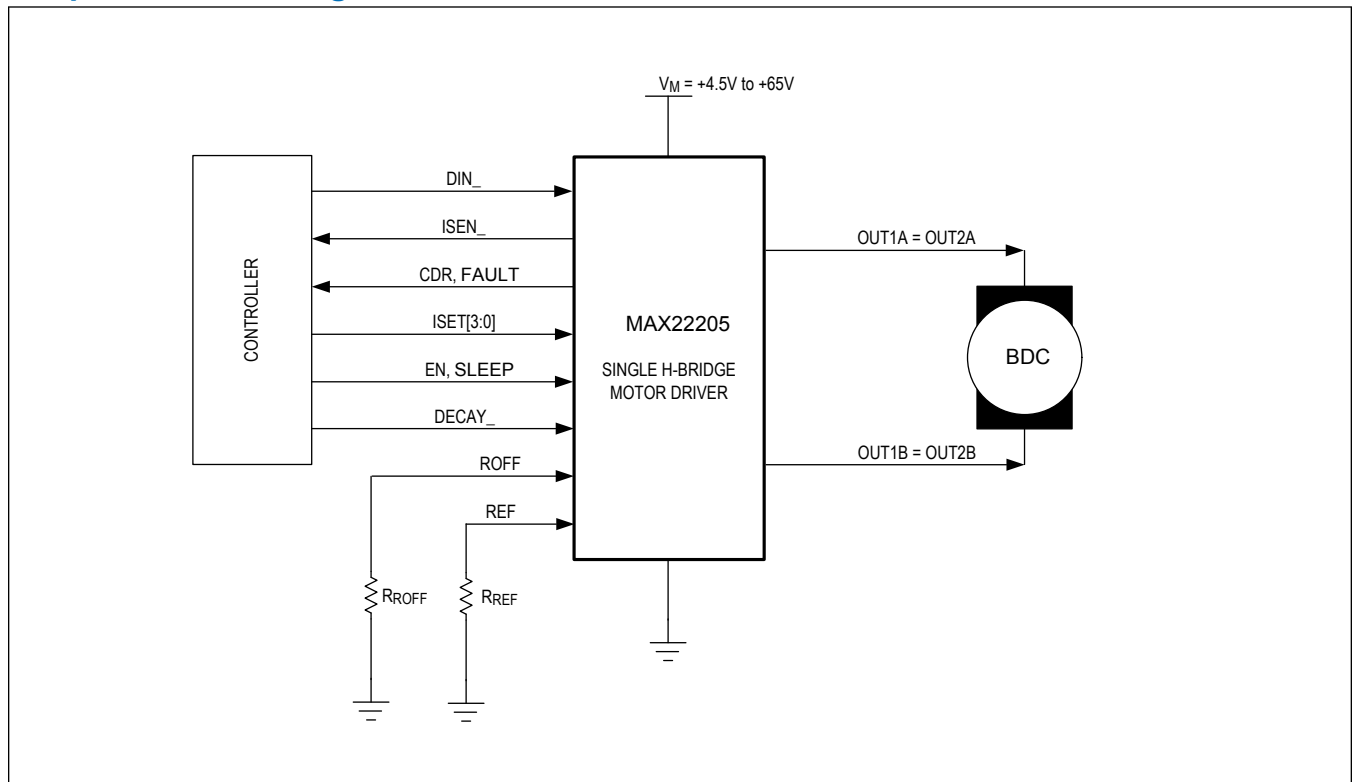 VM = +4.5V to +65V
CONTROLLER
DIN_
ISEN_
CDR, FAULT
ISET[3:0]
EN, SLEEP
DECAY_
ROFF
REF
RROFF
RREF
MAX22205
SINGLE H-BRIDGE
MOTOR DRIVER
OUT1A = OUT2A
BDC
OUT1B = OUT2B